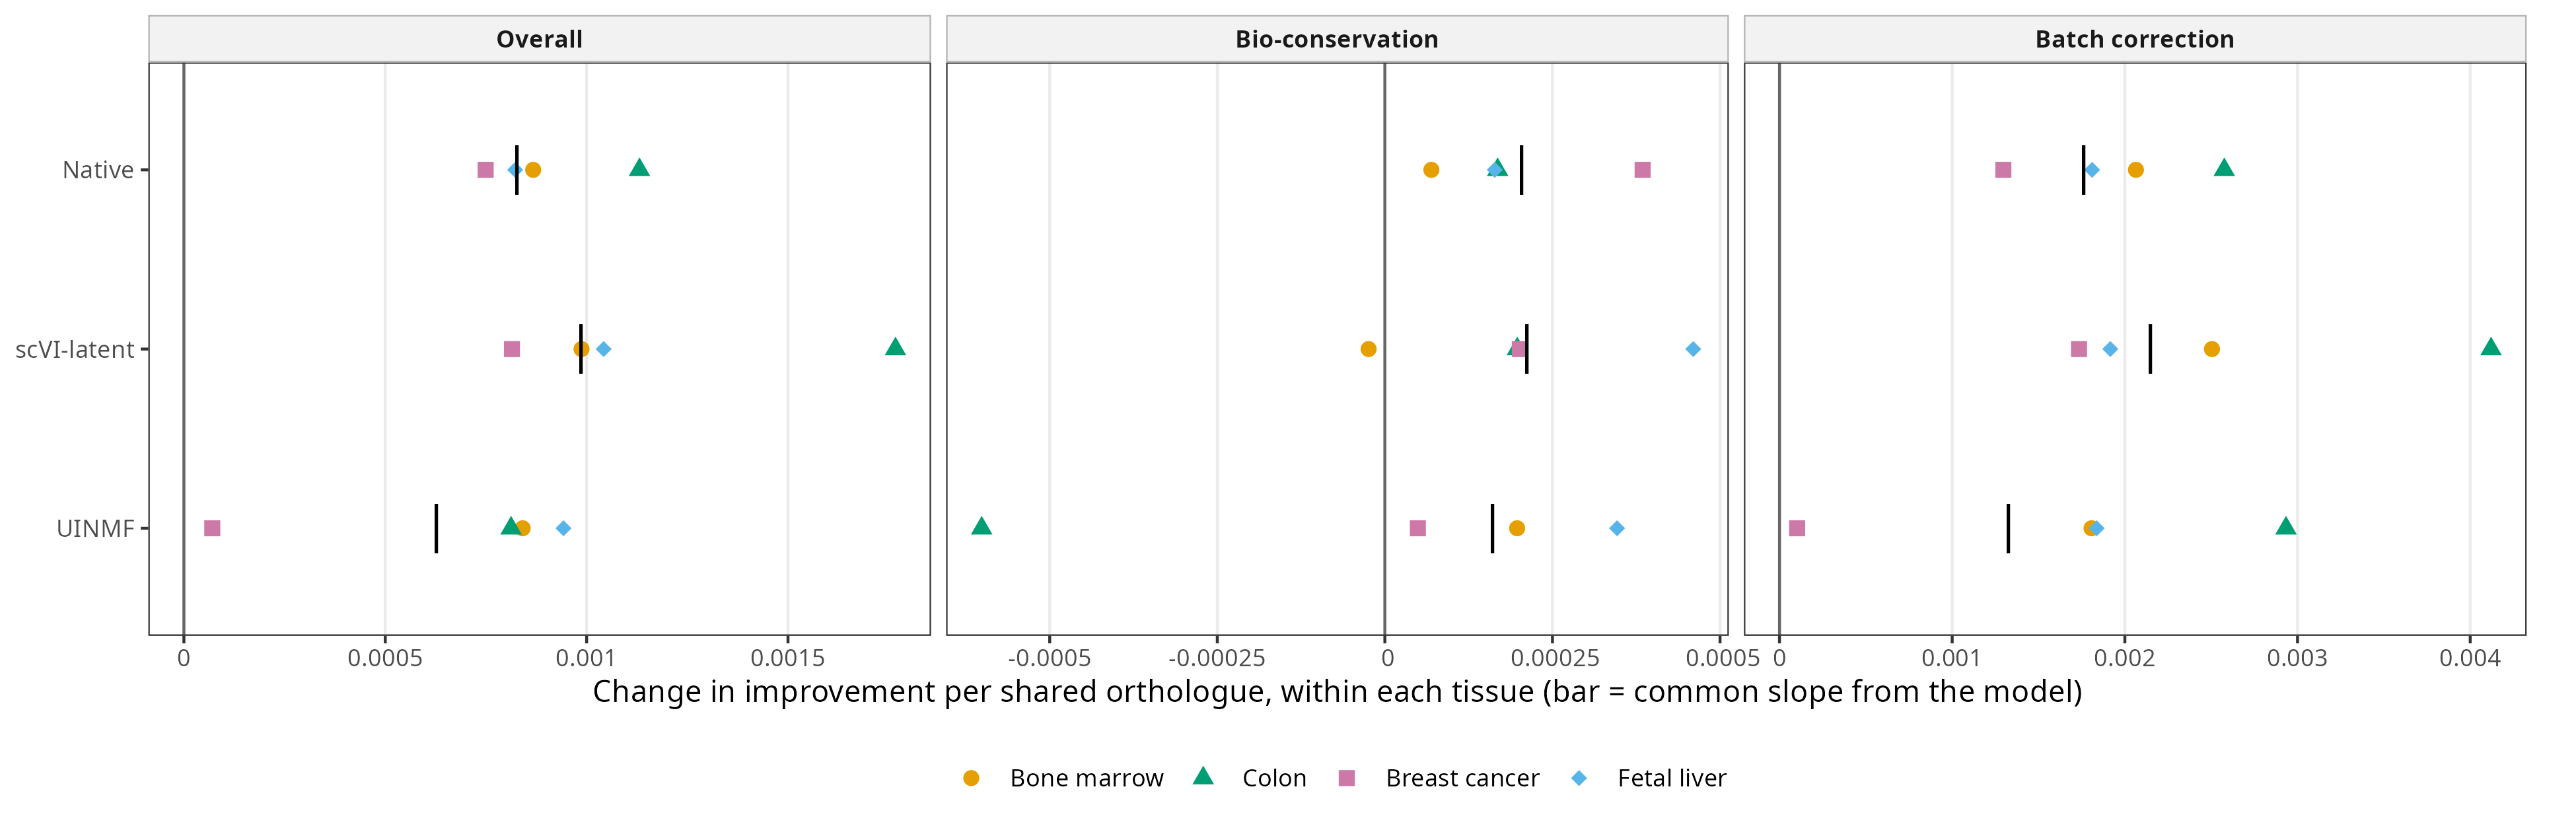 Overall Bio-conservation Batch correction
Native
scVI-latent
UINMF
0 0.0005 0.001 0.0015 -0.0005 -0.00025 0 0.00025 0.0005 0 0.001 0.002 0.003 0.004
Change in improvement per shared orthologue, within each tissue (bar = common slope from the model)
Bone marrow Colon Breast cancer Fetal liver